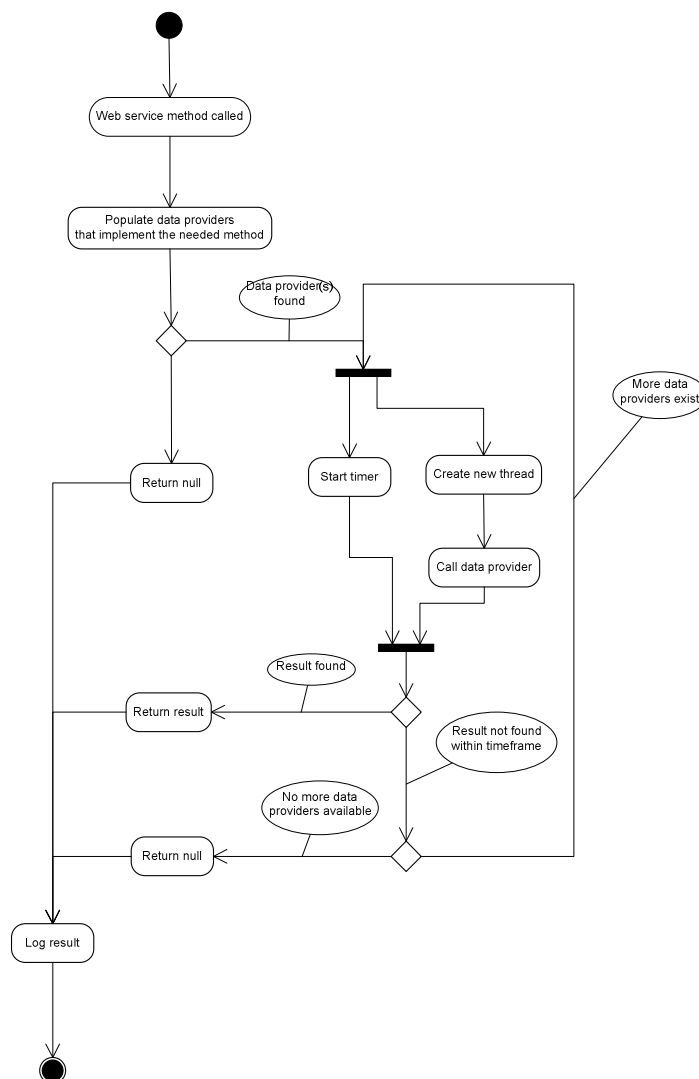 Web service method called
Populate data providers
that implement the needed method
Data provider(s)
found
More data
providers exist
Return null
Start timer
Create new thread
Call data provider
Result found
Return result
Result not found
within timeframe
No more data
providers available
Return null
Log result